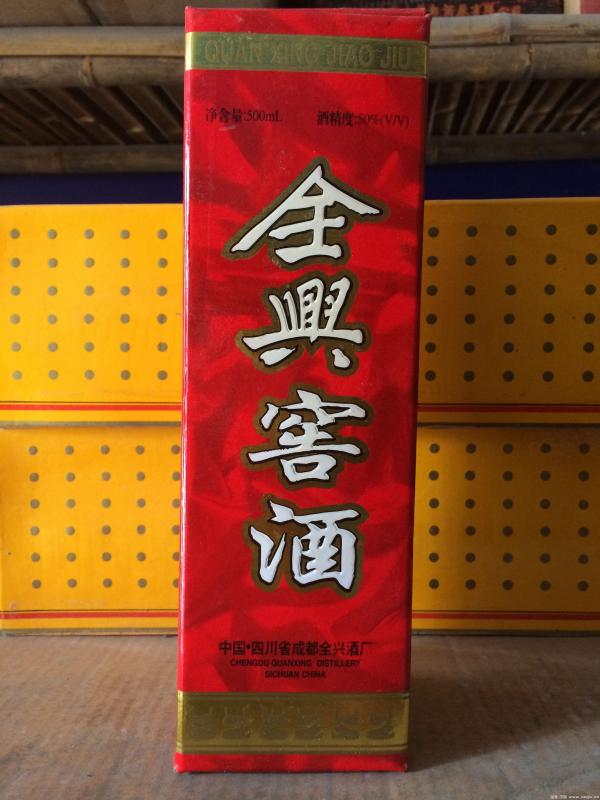 QUAN XING JIAO JIU
净含量:500mL 酒精度:50%(V/V)
全興窖酒
中国•四川省成都全兴酒厂
CHENGDU QUANXING DISTILLERY
SICHUAN CHINA